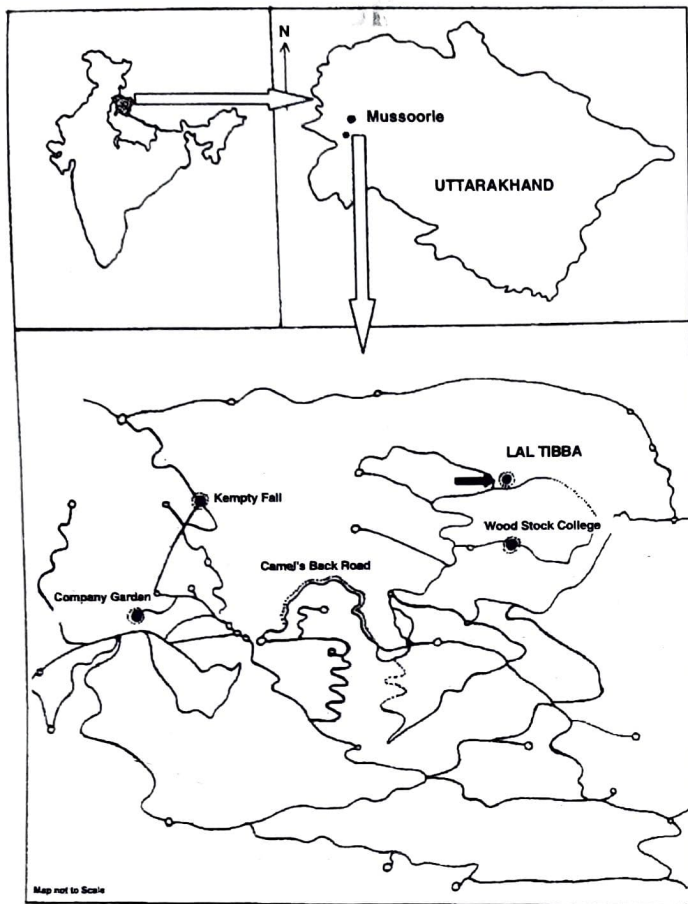 N
Mussoorie
UTTARAKHAND
LAL TIBBA
Kempty Fall
Wood Stock College
Camel's Back Road
Company Garden
Map not to Scale